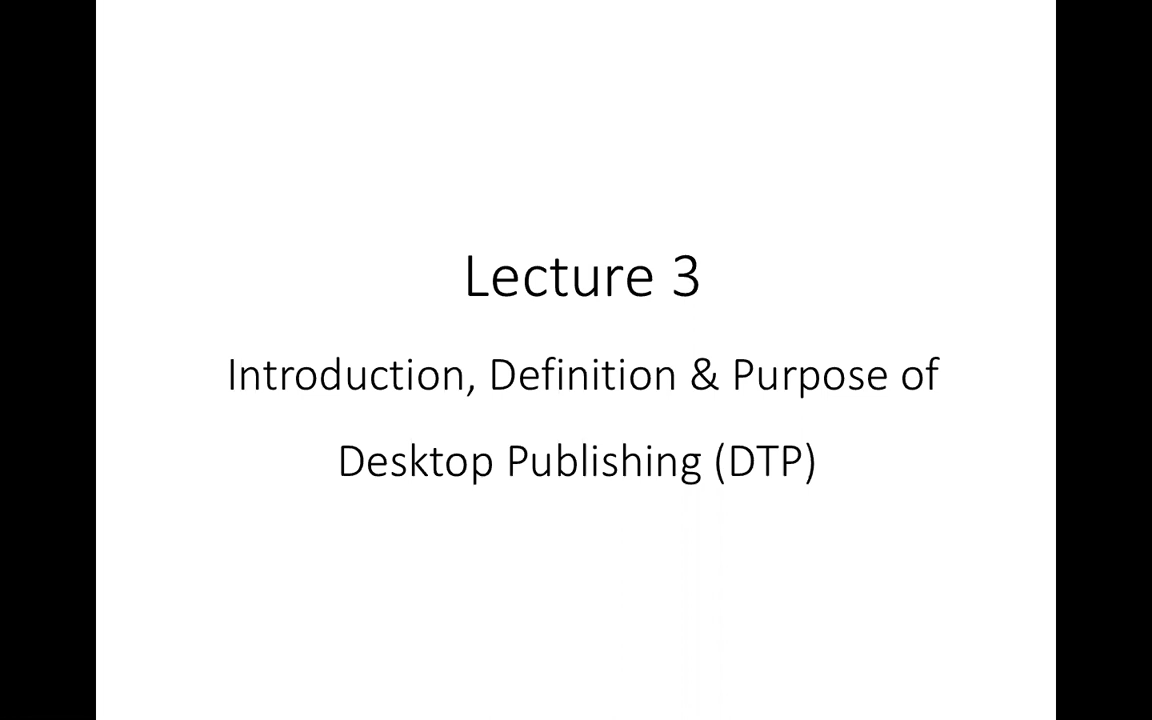 Lecture 3
Introduction, Definition & Purpose of
Desktop Publishing (DTP)